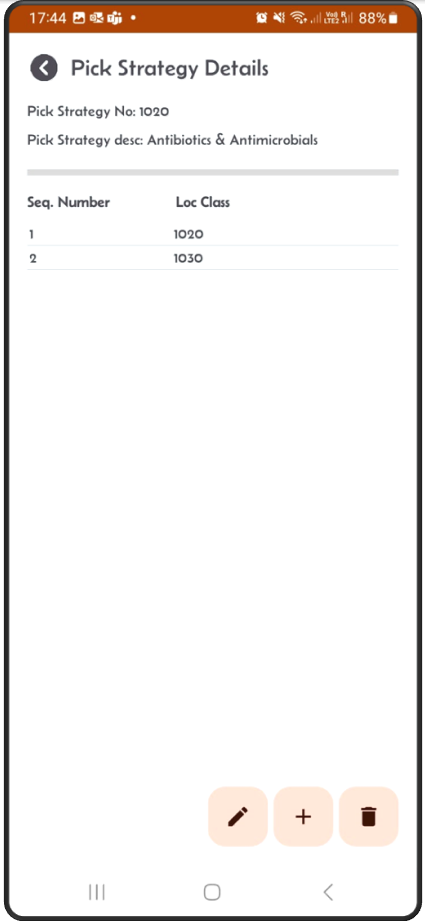 17:44
88%
Pick Strategy Details
Pick Strategy No: 1020
Pick Strategy desc: Antibiotics & Antimicrobials
Seq. Number Loc Class
1 1020
2 1030